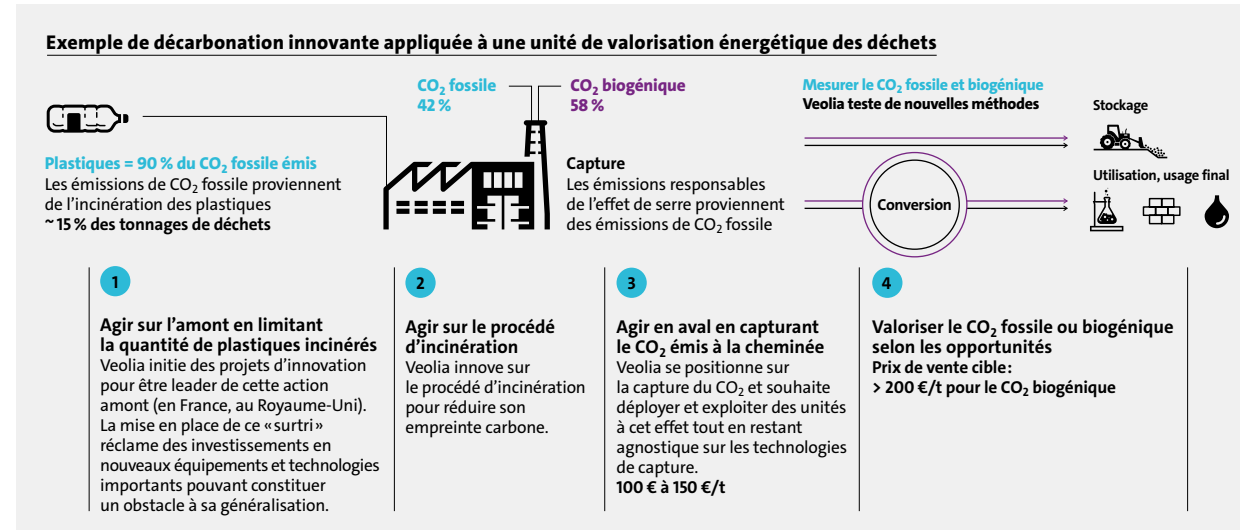 Exemple de décarbonation innovante appliquée à une unité de valorisation énergétique des déchets
CO₂ fossile
42 %
CO₂ biogénique
58 %
Plastiques = 90 % du CO₂ fossile émis
Les émissions de CO₂ fossile proviennent
de l’incinération des plastiques
~ 15 % des tonnages de déchets
Capture
Les émissions responsables
de l’effet de serre proviennent
des émissions de CO₂ fossile
Mesurer le CO₂ fossile et biogénique
Veolia teste de nouvelles méthodes
Conversion
Stockage
Utilisation, usage final
1
Agir sur l’amont en limitant
la quantité de plastiques incinérés
Veolia initie des projets d’innovation
pour être leader de cette action
amont (en France, au Royaume-Uni).
La mise en place de ce « surtri »
réclame des investissements en
nouveaux équipements et technologies
importants pouvant constituer
un obstacle à sa généralisation.
2
Agir sur le procédé
d’incinération
Veolia innove sur
le procédé d’incinération
pour réduire son
empreinte carbone.
3
Agir en aval en capturant
le CO₂ émis à la cheminée
Veolia se positionne sur
la capture du CO₂ et souhaite
déployer et exploiter des unités
à cet effet tout en restant
agnostique sur les technologies
de capture.
100 € à 150 €/t
4
Valoriser le CO₂ fossile ou biogénique
selon les opportunités
Prix de vente cible :
> 200 €/t pour le CO₂ biogénique